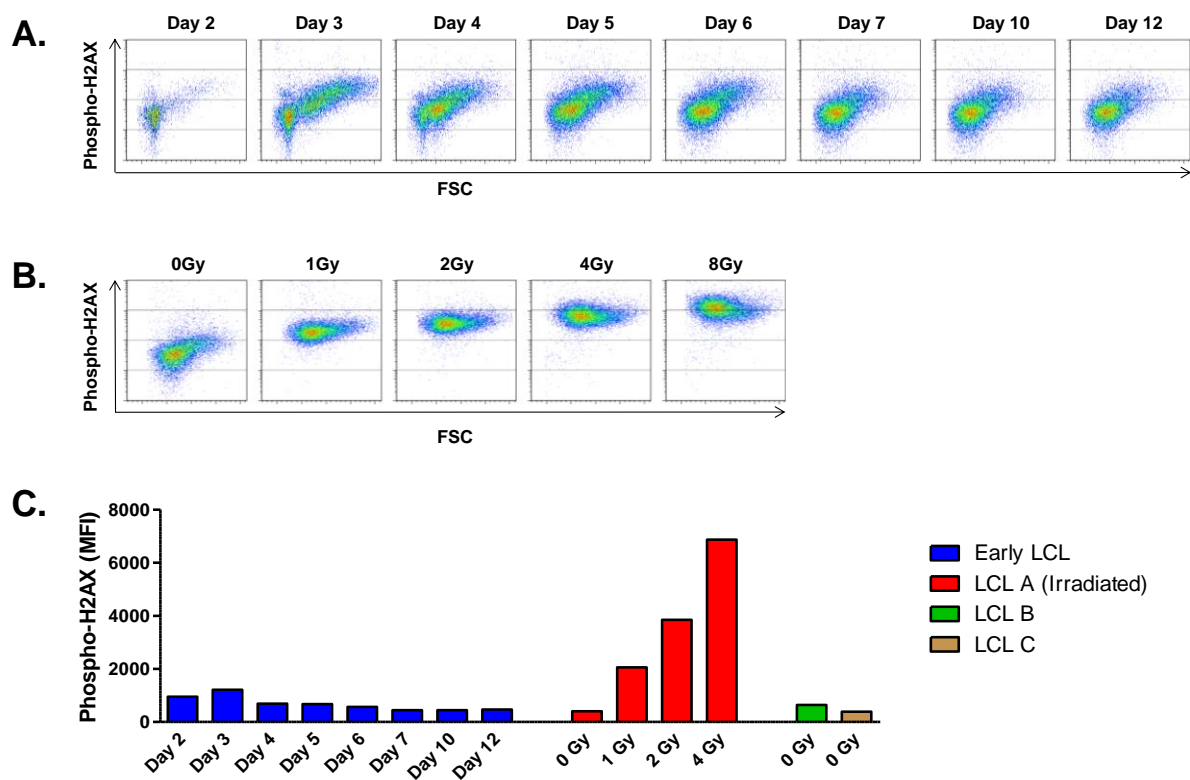 A.
Day 2 Day 3 Day 4 Day 5 Day 6 Day 7 Day 10 Day 12
Phospho-H2AX
FSC
B.
0Gy 1Gy 2Gy 4Gy 8Gy
Phospho-H2AX
FSC
C.
Phospho-H2AX (MFI)
8000
6000
4000
2000
0
Day 2 Day 3 Day 4 Day 5 Day 6 Day 7 Day 10 Day 12 0 Gy 1 Gy 2 Gy 4 Gy 0 Gy 0 Gy
Early LCL
LCL A (Irradiated)
LCL B
LCL C